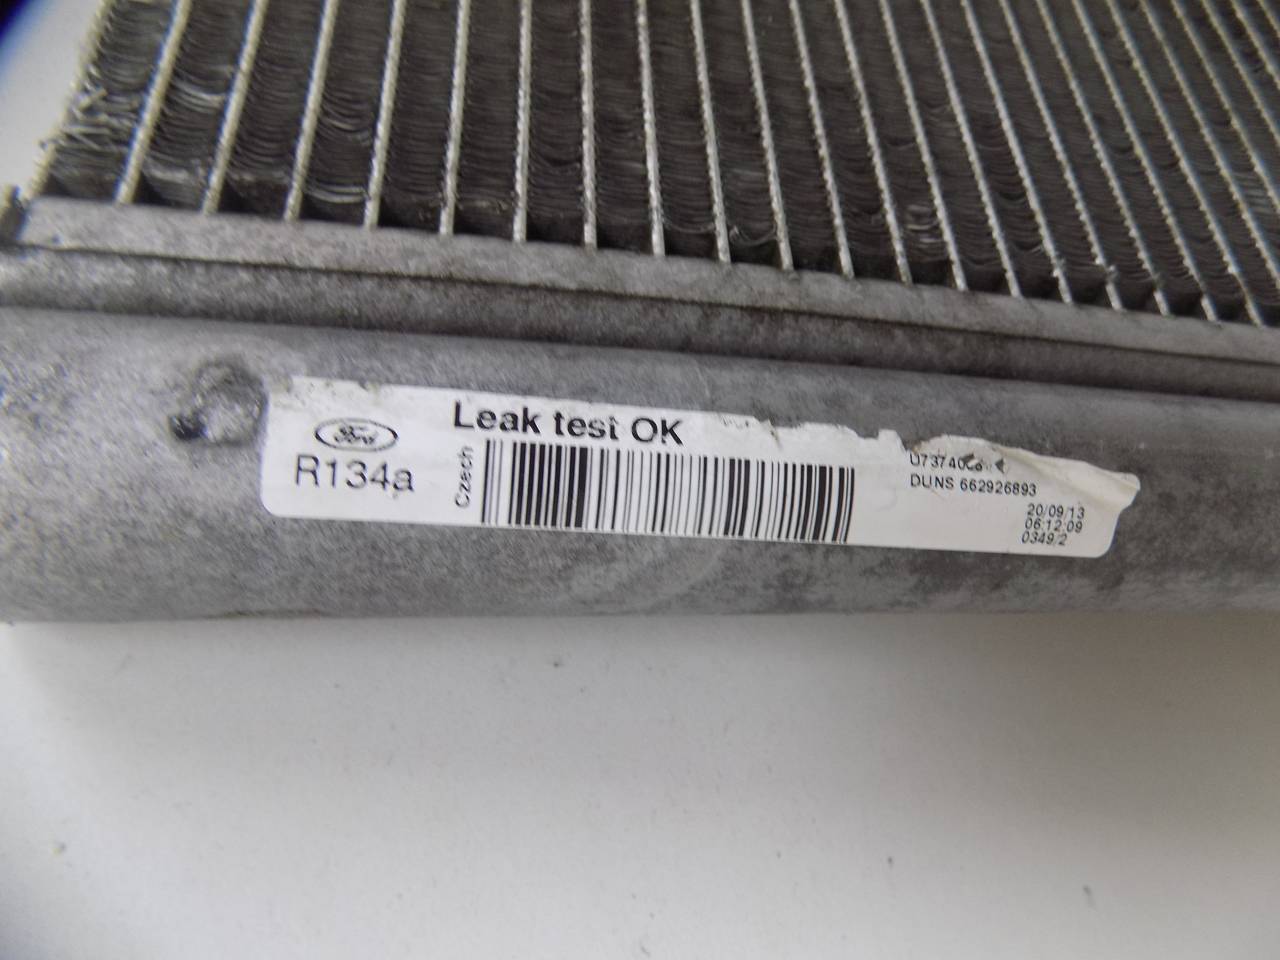 Leak test OK
Ford
R134a
Czech
DUNS 662926893
20/09/13
06:12:09
0349/2